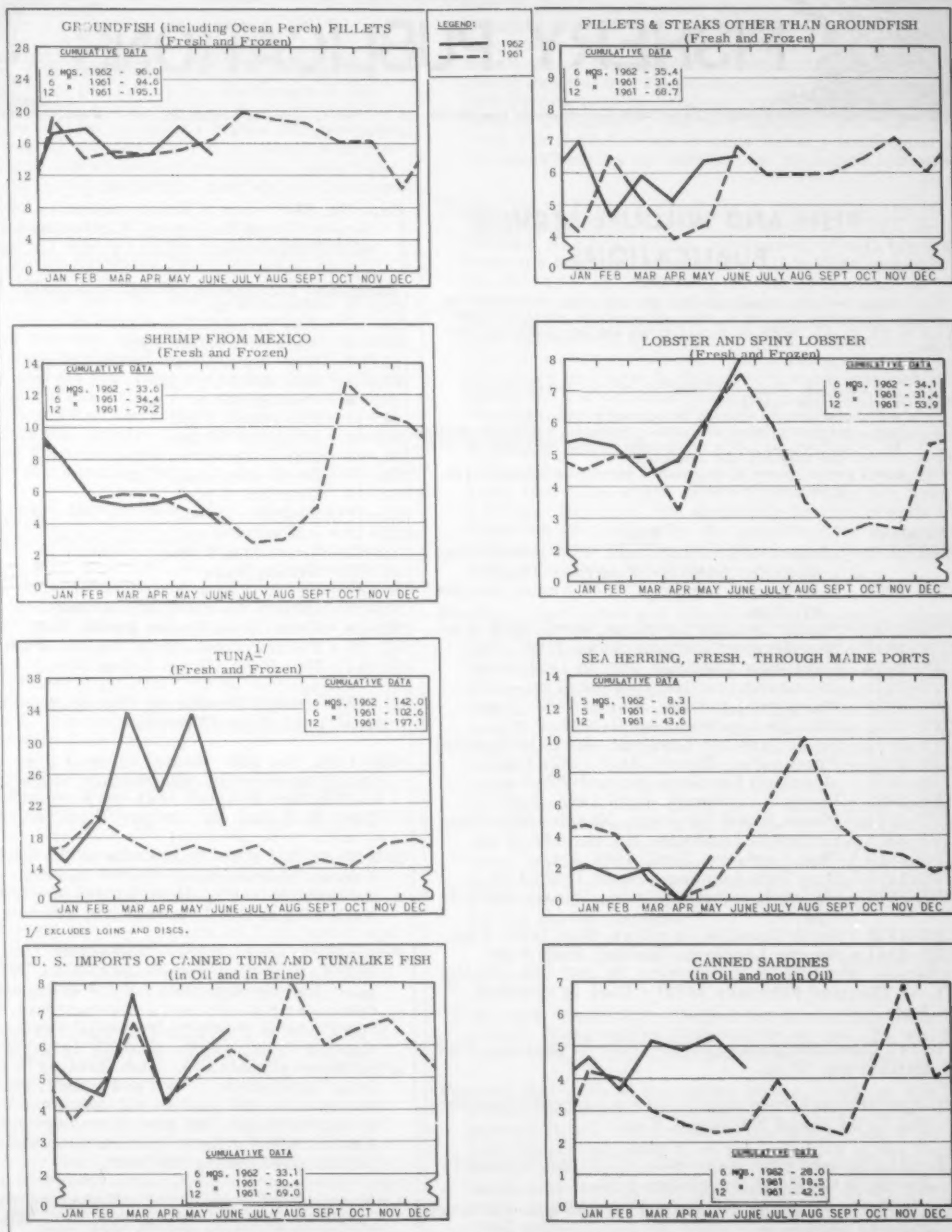 GROUNDFISH (including Ocean Perch) FILLETS
(Fresh and Frozen)
28
24
20
16
12
8
4
0
CUMULATIVE DATA
6 MOS. 1962 - 96.0
6 " 1961 - 94.6
12 " 1961 - 195.1
JAN FEB MAR APR MAY JUNE JULY AUG SEPT OCT NOV DEC
LEGEND:
1962
1961
FILLETS & STEAKS OTHER THAN GROUNDFISH
(Fresh and Frozen)
10
9
8
7
6
5
4
0
CUMULATIVE DATA
6 MOS. 1962 - 35.4
6 " 1961 - 31.6
12 " 1961 - 68.7
JAN FEB MAR APR MAY JUNE JULY AUG SEPT OCT NOV DEC
SHRIMP FROM MEXICO
(Fresh and Frozen)
14
12
10
8
6
4
2
0
CUMULATIVE DATA
6 MOS. 1962 - 33.6
6 " 1961 - 34.4
12 " 1961 - 79.2
JAN FEB MAR APR MAY JUNE JULY AUG SEPT OCT NOV DEC
LOBSTER AND SPINY LOBSTER
(Fresh and Frozen)
8
7
6
5
4
3
2
0
CUMULATIVE DATA
6 MOS. 1962 - 34.1
6 " 1961 - 31.4
12 " 1961 - 53.9
JAN FEB MAR APR MAY JUNE JULY AUG SEPT OCT NOV DEC
TUNA 1/
(Fresh and Frozen)
38
34
30
26
22
18
14
0
CUMULATIVE DATA
6 MOS. 1962 - 142.0
6 " 1961 - 102.6
12 " 1961 - 197.1
JAN FEB MAR APR MAY JUNE JULY AUG SEPT OCT NOV DEC
1/ EXCLUDES LOINS AND DISCS.
SEA HERRING, FRESH, THROUGH MAINE PORTS
14
12
10
8
6
4
2
0
CUMULATIVE DATA
5 MOS. 1962 - 8.3
5 " 1961 - 10.8
12 " 1961 - 43.6
JAN FEB MAR APR MAY JUNE JULY AUG SEPT OCT NOV DEC
U. S. IMPORTS OF CANNED TUNA AND TUNALIKE FISH
(in Oil and in Brine)
8
7
6
5
4
3
2
0
CUMULATIVE DATA
6 MOS. 1962 - 33.1
6 " 1961 - 30.4
12 " 1961 - 69.0
JAN FEB MAR APR MAY JUNE JULY AUG SEPT OCT NOV DEC
CANNED SARDINES
(in Oil and not in Oil)
7
6
5
4
3
2
1
0
CUMULATIVE DATA
6 MOS. 1962 - 28.0
6 " 1961 - 18.5
12 " 1961 - 42.5
JAN FEB MAR APR MAY JUNE JULY AUG SEPT OCT NOV DEC